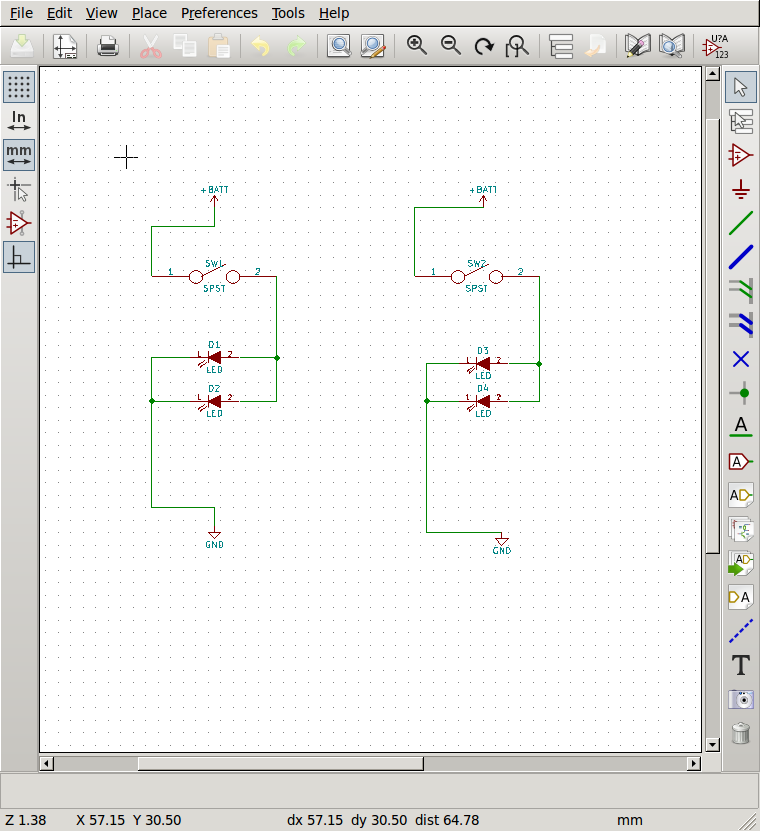 File Edit View Place Preferences Tools Help
U?A
123
In
mm
+BATT +BATT
SW1 SW2
1 2 1 2
SPST SPST
D1 D3
1 2 1 2
LED LED
D2 D4
1 2 1 2
LED LED
GND GND
A
A
AD
AD
DA
T
Z 1.38 X 57.15 Y 30.50 dx 57.15 dy 30.50 dist 64.78 mm